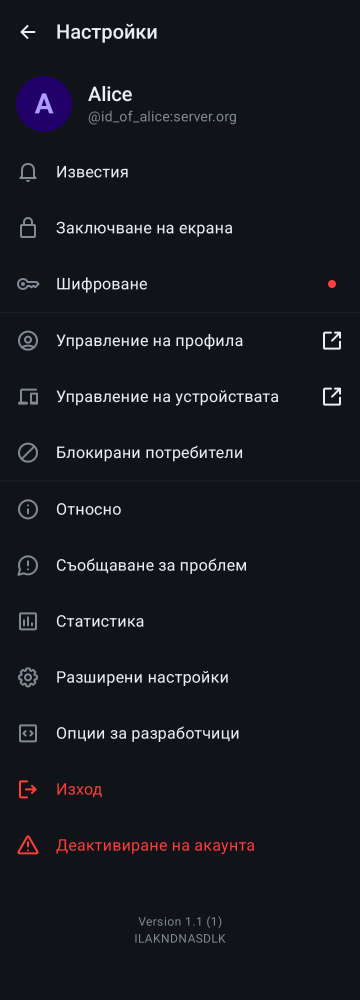 Настройки
A
Alice
@id_of_alice:server.org
Известия
Заключване на екрана
Шифроване
Управление на профила
Управление на устройствата
Блокирани потребители
Относно
Съобщаване за проблем
Статистика
Разширени настройки
Опции за разработчици
Изход
Деактивиране на акаунта
Version 1.1 (1)
ILAKNDNASDLK